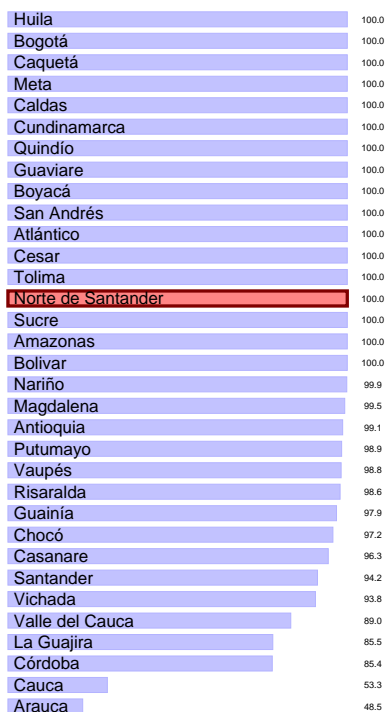 Huila 100.0
Bogotá 100.0
Caquetá 100.0
Meta 100.0
Caldas 100.0
Cundinamarca 100.0
Quindío 100.0
Guaviare 100.0
Boyacá 100.0
San Andrés 100.0
Atlántico 100.0
Cesar 100.0
Tolima 100.0
Norte de Santander 100.0
Sucre 100.0
Amazonas 100.0
Bolivar 100.0
Nariño 99.9
Magdalena 99.5
Antioquia 99.1
Putumayo 98.9
Vaupés 98.8
Risaralda 98.6
Guainía 97.9
Chocó 97.2
Casanare 96.3
Santander 94.2
Vichada 93.8
Valle del Cauca 89.0
La Guajira 85.5
Córdoba 85.4
Cauca 53.3
Arauca 48.5